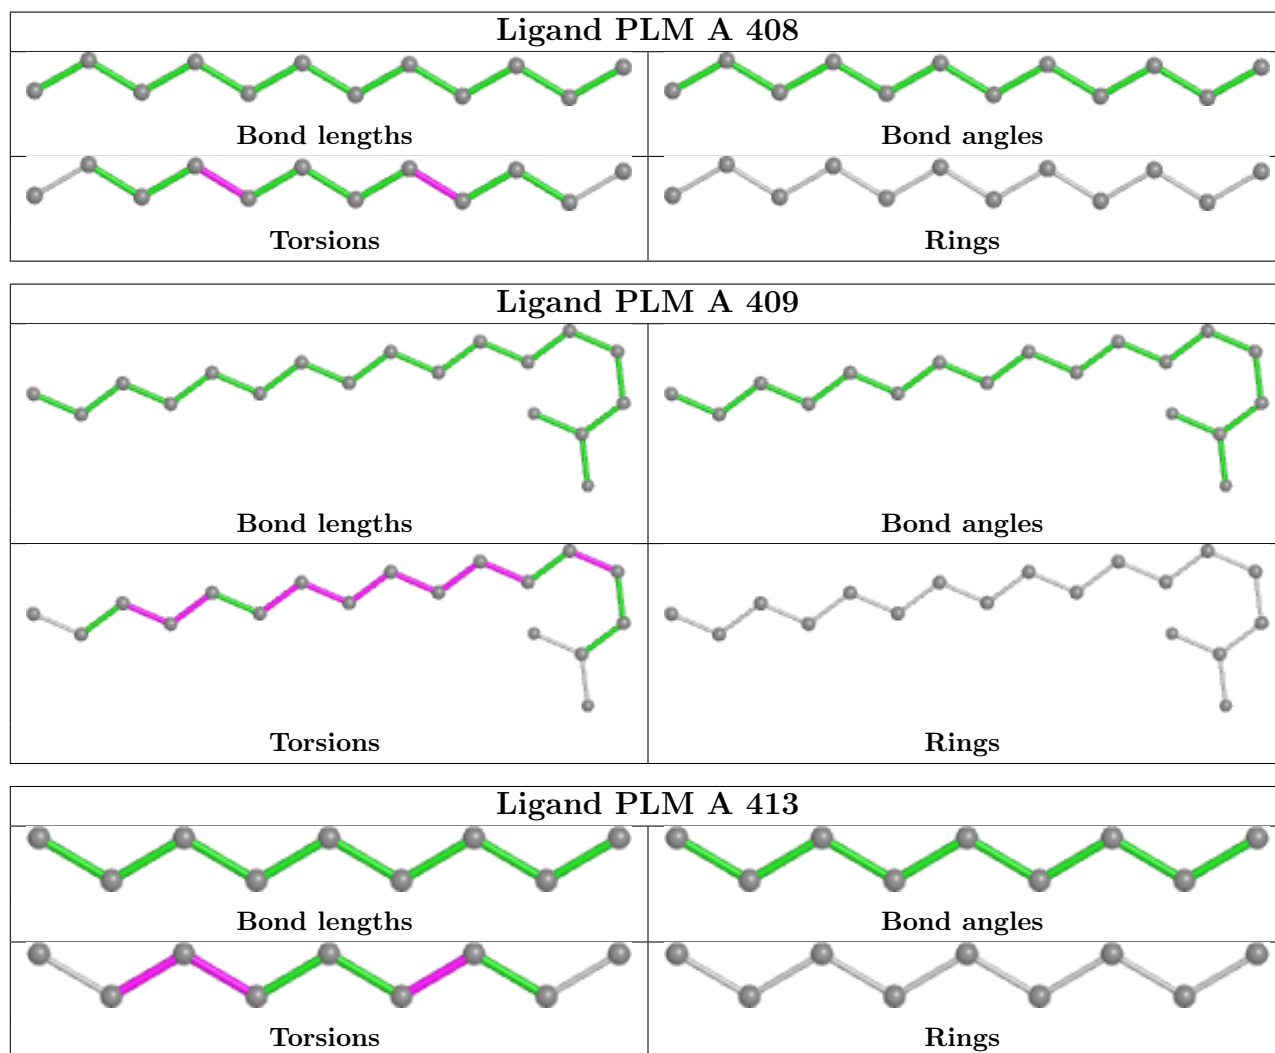 Ligand PLM A 408
Bond lengths
Bond angles
Torsions
Rings
Ligand PLM A 409
Bond lengths
Bond angles
Torsions
Rings
Ligand PLM A 413
Bond lengths
Bond angles
Torsions
Rings